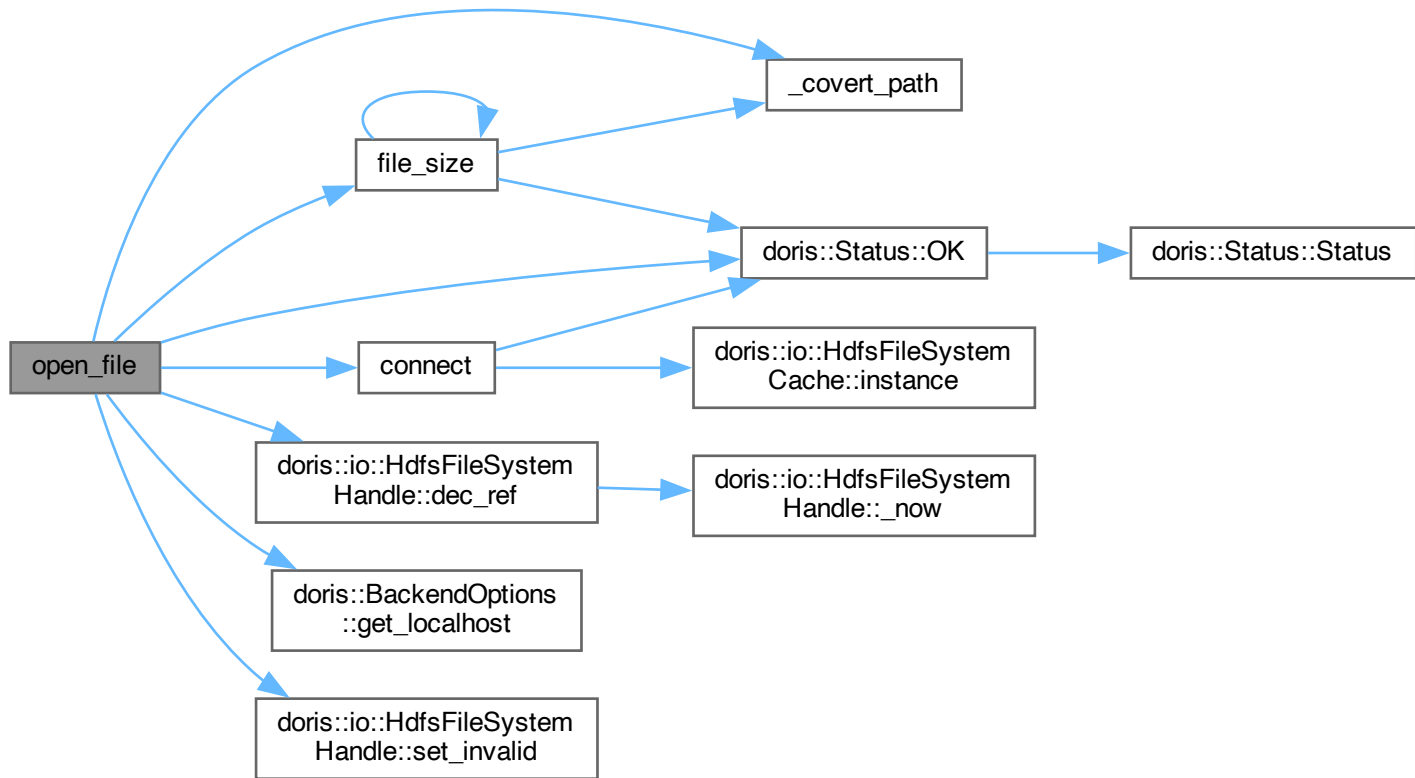 _covert_path
file_size
doris::Status::OK
doris::Status::Status
open_file
connect
doris::io::HdfsFileSystem
Cache::instance
doris::io::HdfsFileSystem
Handle::dec_ref
doris::io::HdfsFileSystem
Handle::_now
doris::BackendOptions
::get_localhost
doris::io::HdfsFileSystem
Handle::set_invalid